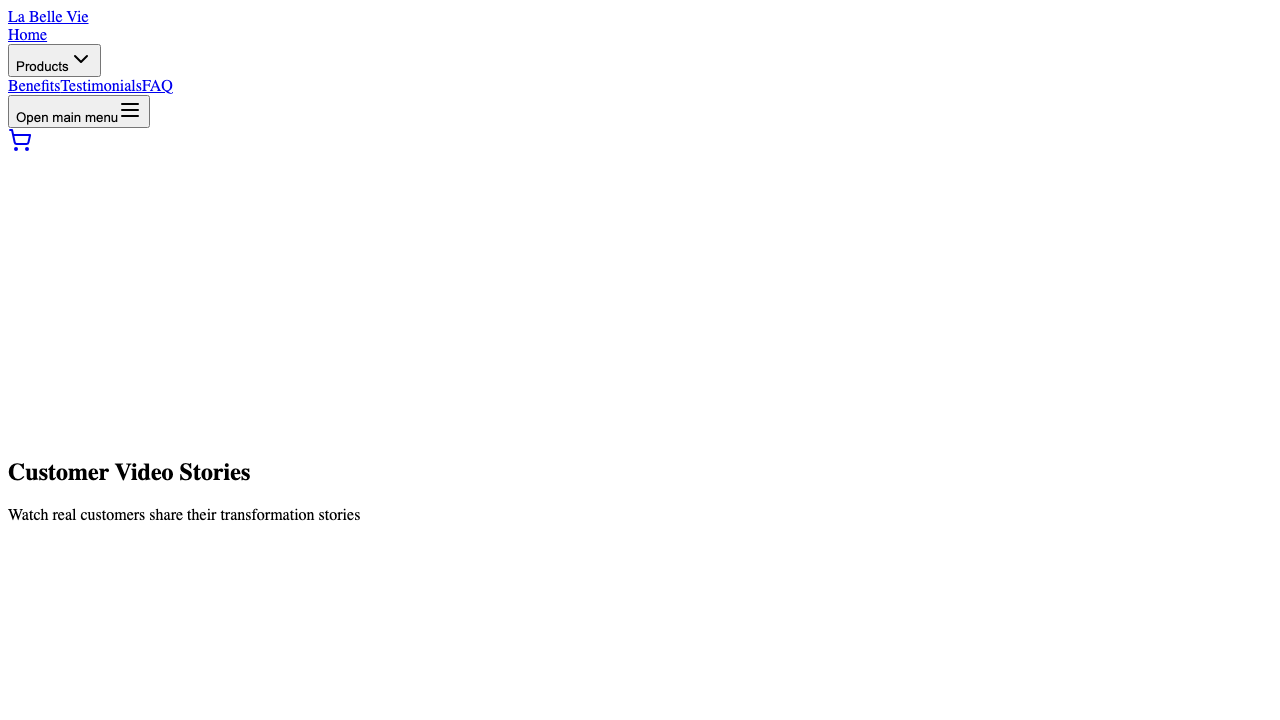 La Belle Vie
Home
Products
BenefitsTestimonialsFAQ
Open main menu
Customer Video Stories
Watch real customers share their transformation stories